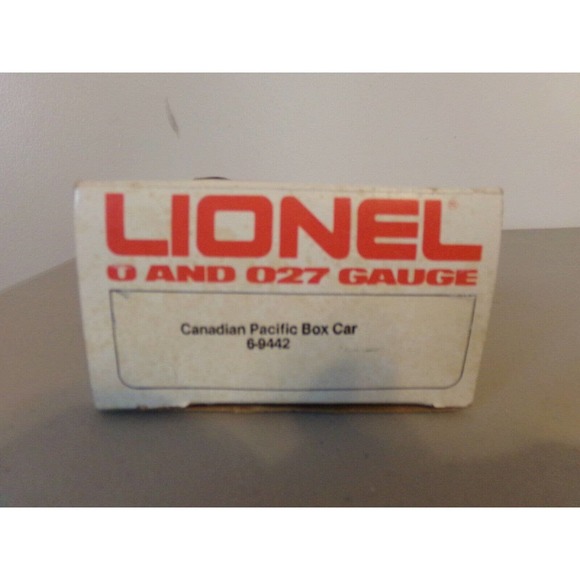 LIONEL
O AND O27 GAUGE
Canadian Pacific Box Car
6-9442